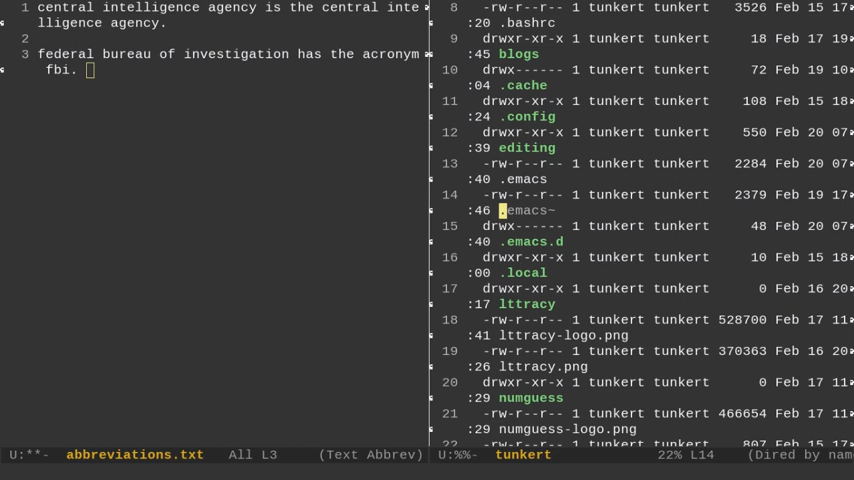 1 central intelligence agency is the central inte
lligence agency.
2
3 federal bureau of investigation has the acronym
fbi.
U:**-  abbreviations.txt   All L3     (Text Abbrev)
8   -rw-r--r-- 1 tunkert tunkert   3526 Feb 15 17
:20 .bashrc
9   drwxr-xr-x 1 tunkert tunkert     18 Feb 17 19
:45 blogs
10   drwx------ 1 tunkert tunkert     72 Feb 19 10
:04 .cache
11   drwxr-xr-x 1 tunkert tunkert    108 Feb 15 18
:24 .config
12   drwxr-xr-x 1 tunkert tunkert    550 Feb 20 07
:39 editing
13   -rw-r--r-- 1 tunkert tunkert   2284 Feb 20 07
:40 .emacs
14   -rw-r--r-- 1 tunkert tunkert   2379 Feb 19 17
:46 .emacs~
15   drwx------ 1 tunkert tunkert     48 Feb 20 07
:40 .emacs.d
16   drwxr-xr-x 1 tunkert tunkert     10 Feb 15 18
:00 .local
17   drwxr-xr-x 1 tunkert tunkert      0 Feb 16 20
:17 lttracy
18   -rw-r--r-- 1 tunkert tunkert 528700 Feb 17 11
:41 lttracy-logo.png
19   -rw-r--r-- 1 tunkert tunkert 370363 Feb 16 20
:26 lttracy.png
20   drwxr-xr-x 1 tunkert tunkert      0 Feb 17 11
:29 numguess
21   -rw-r--r-- 1 tunkert tunkert 466654 Feb 17 11
:29 numguess-logo.png
22   -rw-r--r-- 1 tunkert tunkert    807 Feb 15 17
U:%%-  tunkert             22% L14    (Dired by nam